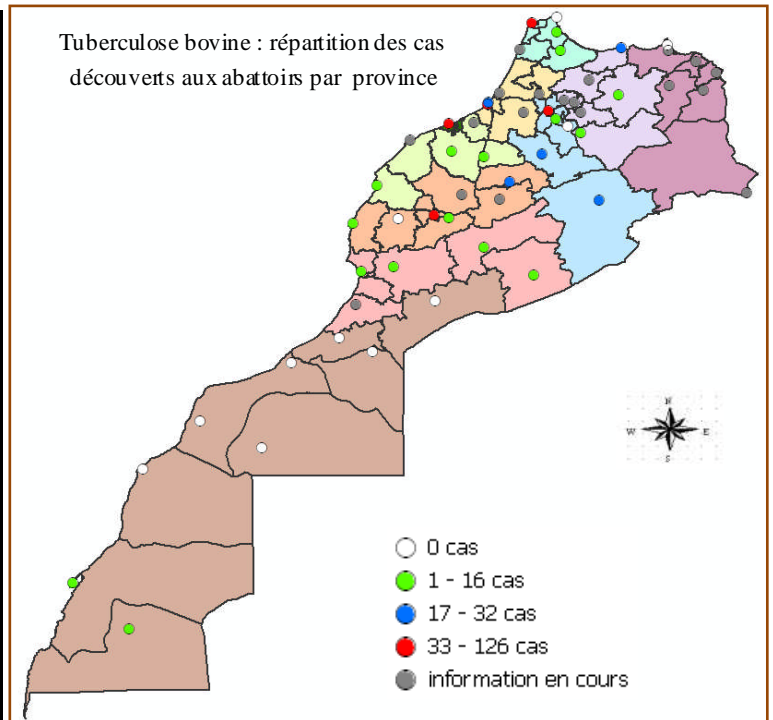 Tuberculose bovine : répartition des cas
découverts aux abattoirs par province
N
W E
S
0 cas
1 - 16 cas
17 - 32 cas
33 - 126 cas
information en cours